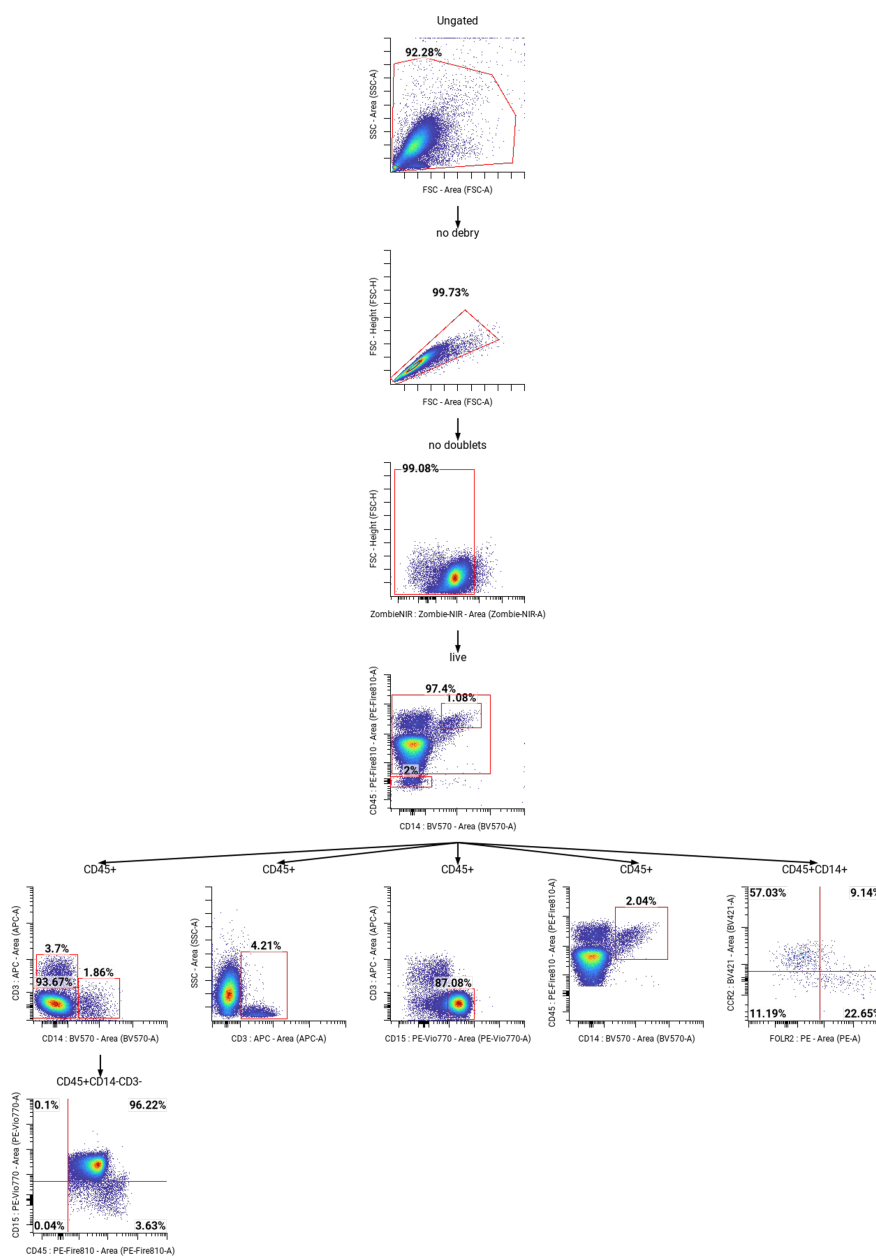 Ungated
92.28%
SSC - Area (SSC-A)
FSC - Area (FSC-A)
no debry
99.73%
FSC - Height (FSC-H)
FSC - Area (FSC-A)
no doublets
99.08%
FSC - Height (FSC-H)
ZombieNIR : Zombie-NIR - Area (Zombie-NIR-A)
live
97.4%
1.08%
2%
CD45 : PE-Fire810 - Area (PE-Fire810-A)
CD14 : BV570 - Area (BV570-A)
CD45+
3.7%
93.67%
1.86%
CD3 : APC - Area (APC-A)
CD14 : BV570 - Area (BV570-A)
CD45+
4.21%
SSC - Area (SSC-A)
CD3 : APC - Area (APC-A)
CD45+
87.08%
CD3 : APC - Area (APC-A)
CD15 : PE-Vio770 - Area (PE-Vio770-A)
CD45+
2.04%
CD45 : PE-Fire810 - Area (PE-Fire810-A)
CD14 : BV570 - Area (BV570-A)
CD45+CD14+
57.03%
9.14%
11.19%
22.65%
CCR2 : BV421 - Area (BV421-A)
FOLR2 : PE - Area (PE-A)
CD45+CD14-CD3-
0.1%
96.22%
0.04%
3.63%
CD15 : PE-Vio770 - Area (PE-Vio770-A)
CD45 : PE-Fire810 - Area (PE-Fire810-A)